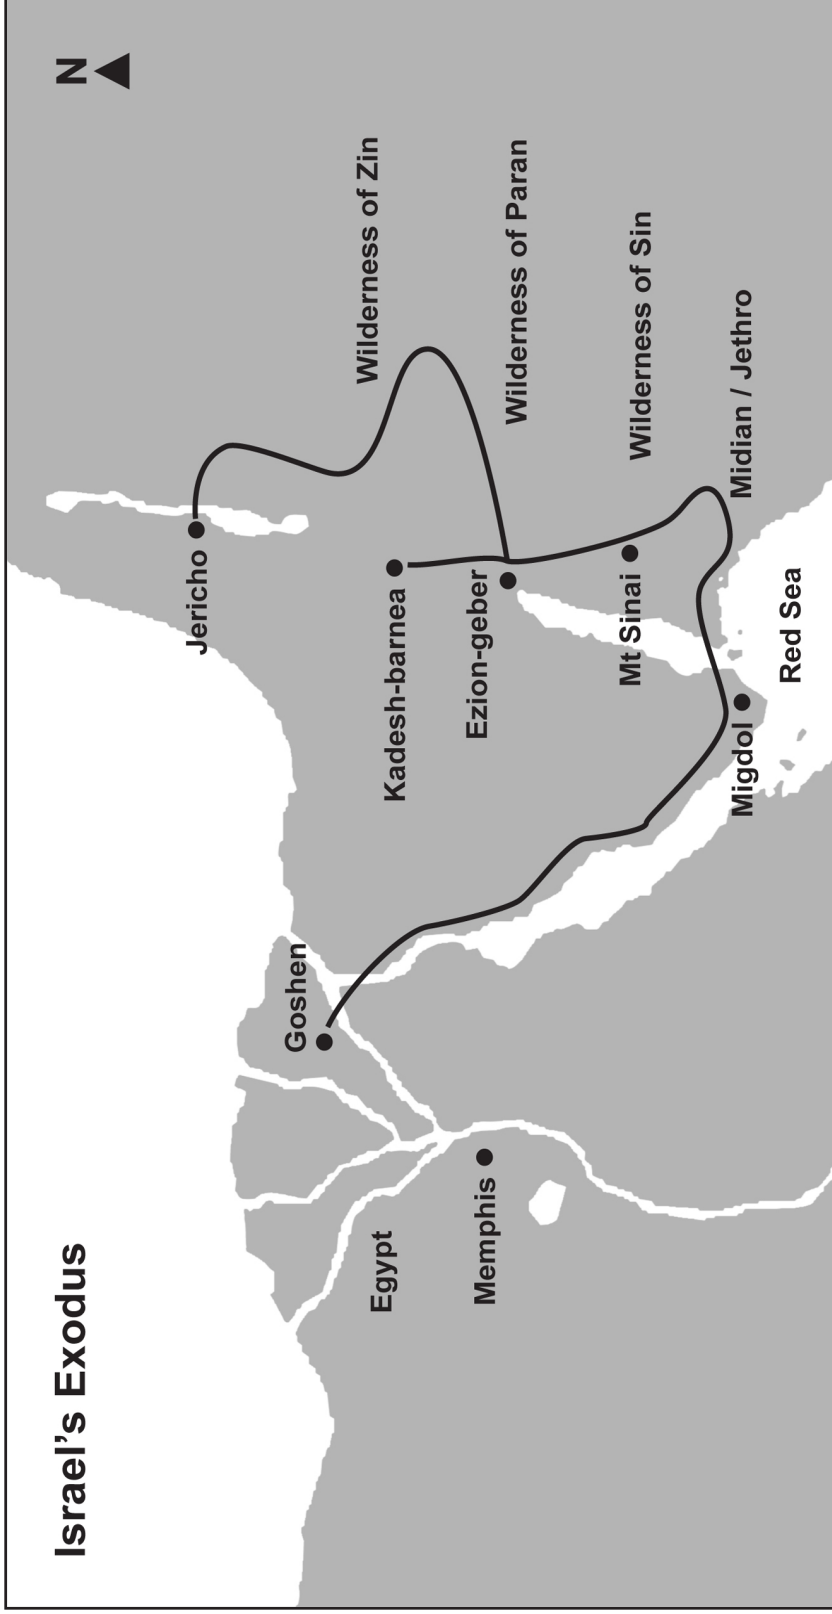 Israel's Exodus
N
Jericho
Goshen
Wilderness of Zin
Egypt
Kadesh-barnea
Memphis
Ezion-geber
Wilderness of Paran
Mt Sinai
Wilderness of Sin
Migdol
Midian / Jethro
Red Sea